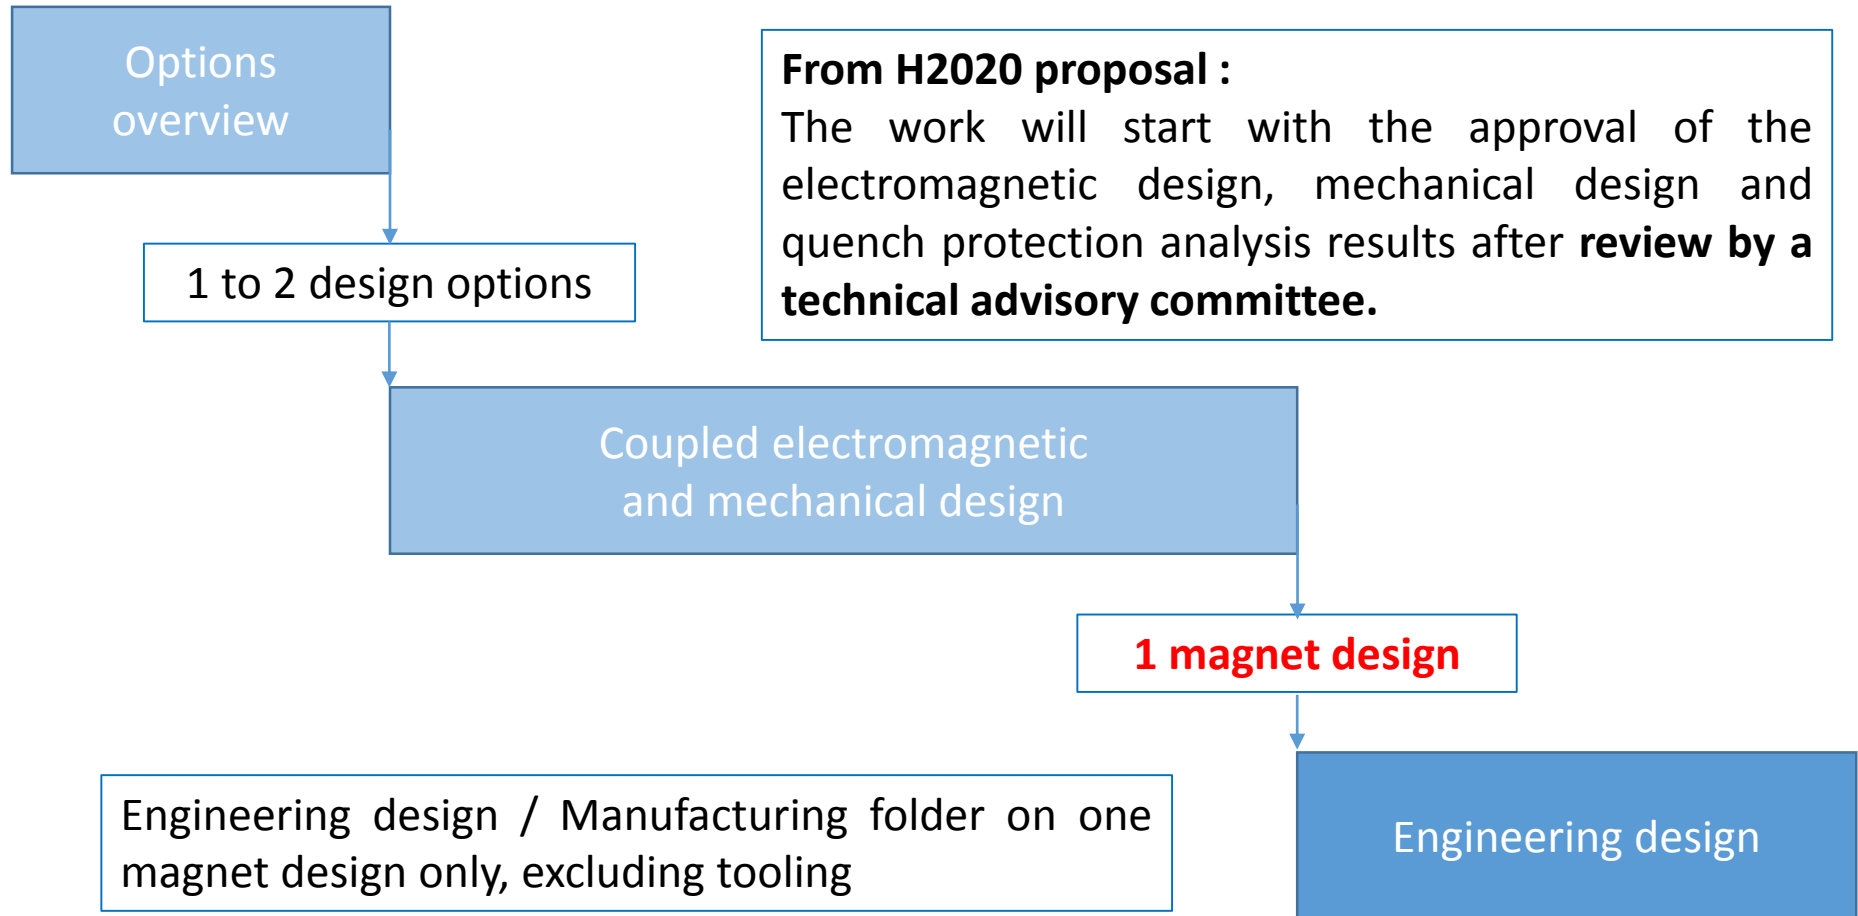 Options
overview
From H2020 proposal :
The work will start with the approval of the
electromagnetic design, mechanical design and
quench protection analysis results after review by a
technical advisory committee.
1 to 2 design options
Coupled electromagnetic
and mechanical design
1 magnet design
Engineering design / Manufacturing folder on one
magnet design only, excluding tooling
Engineering design